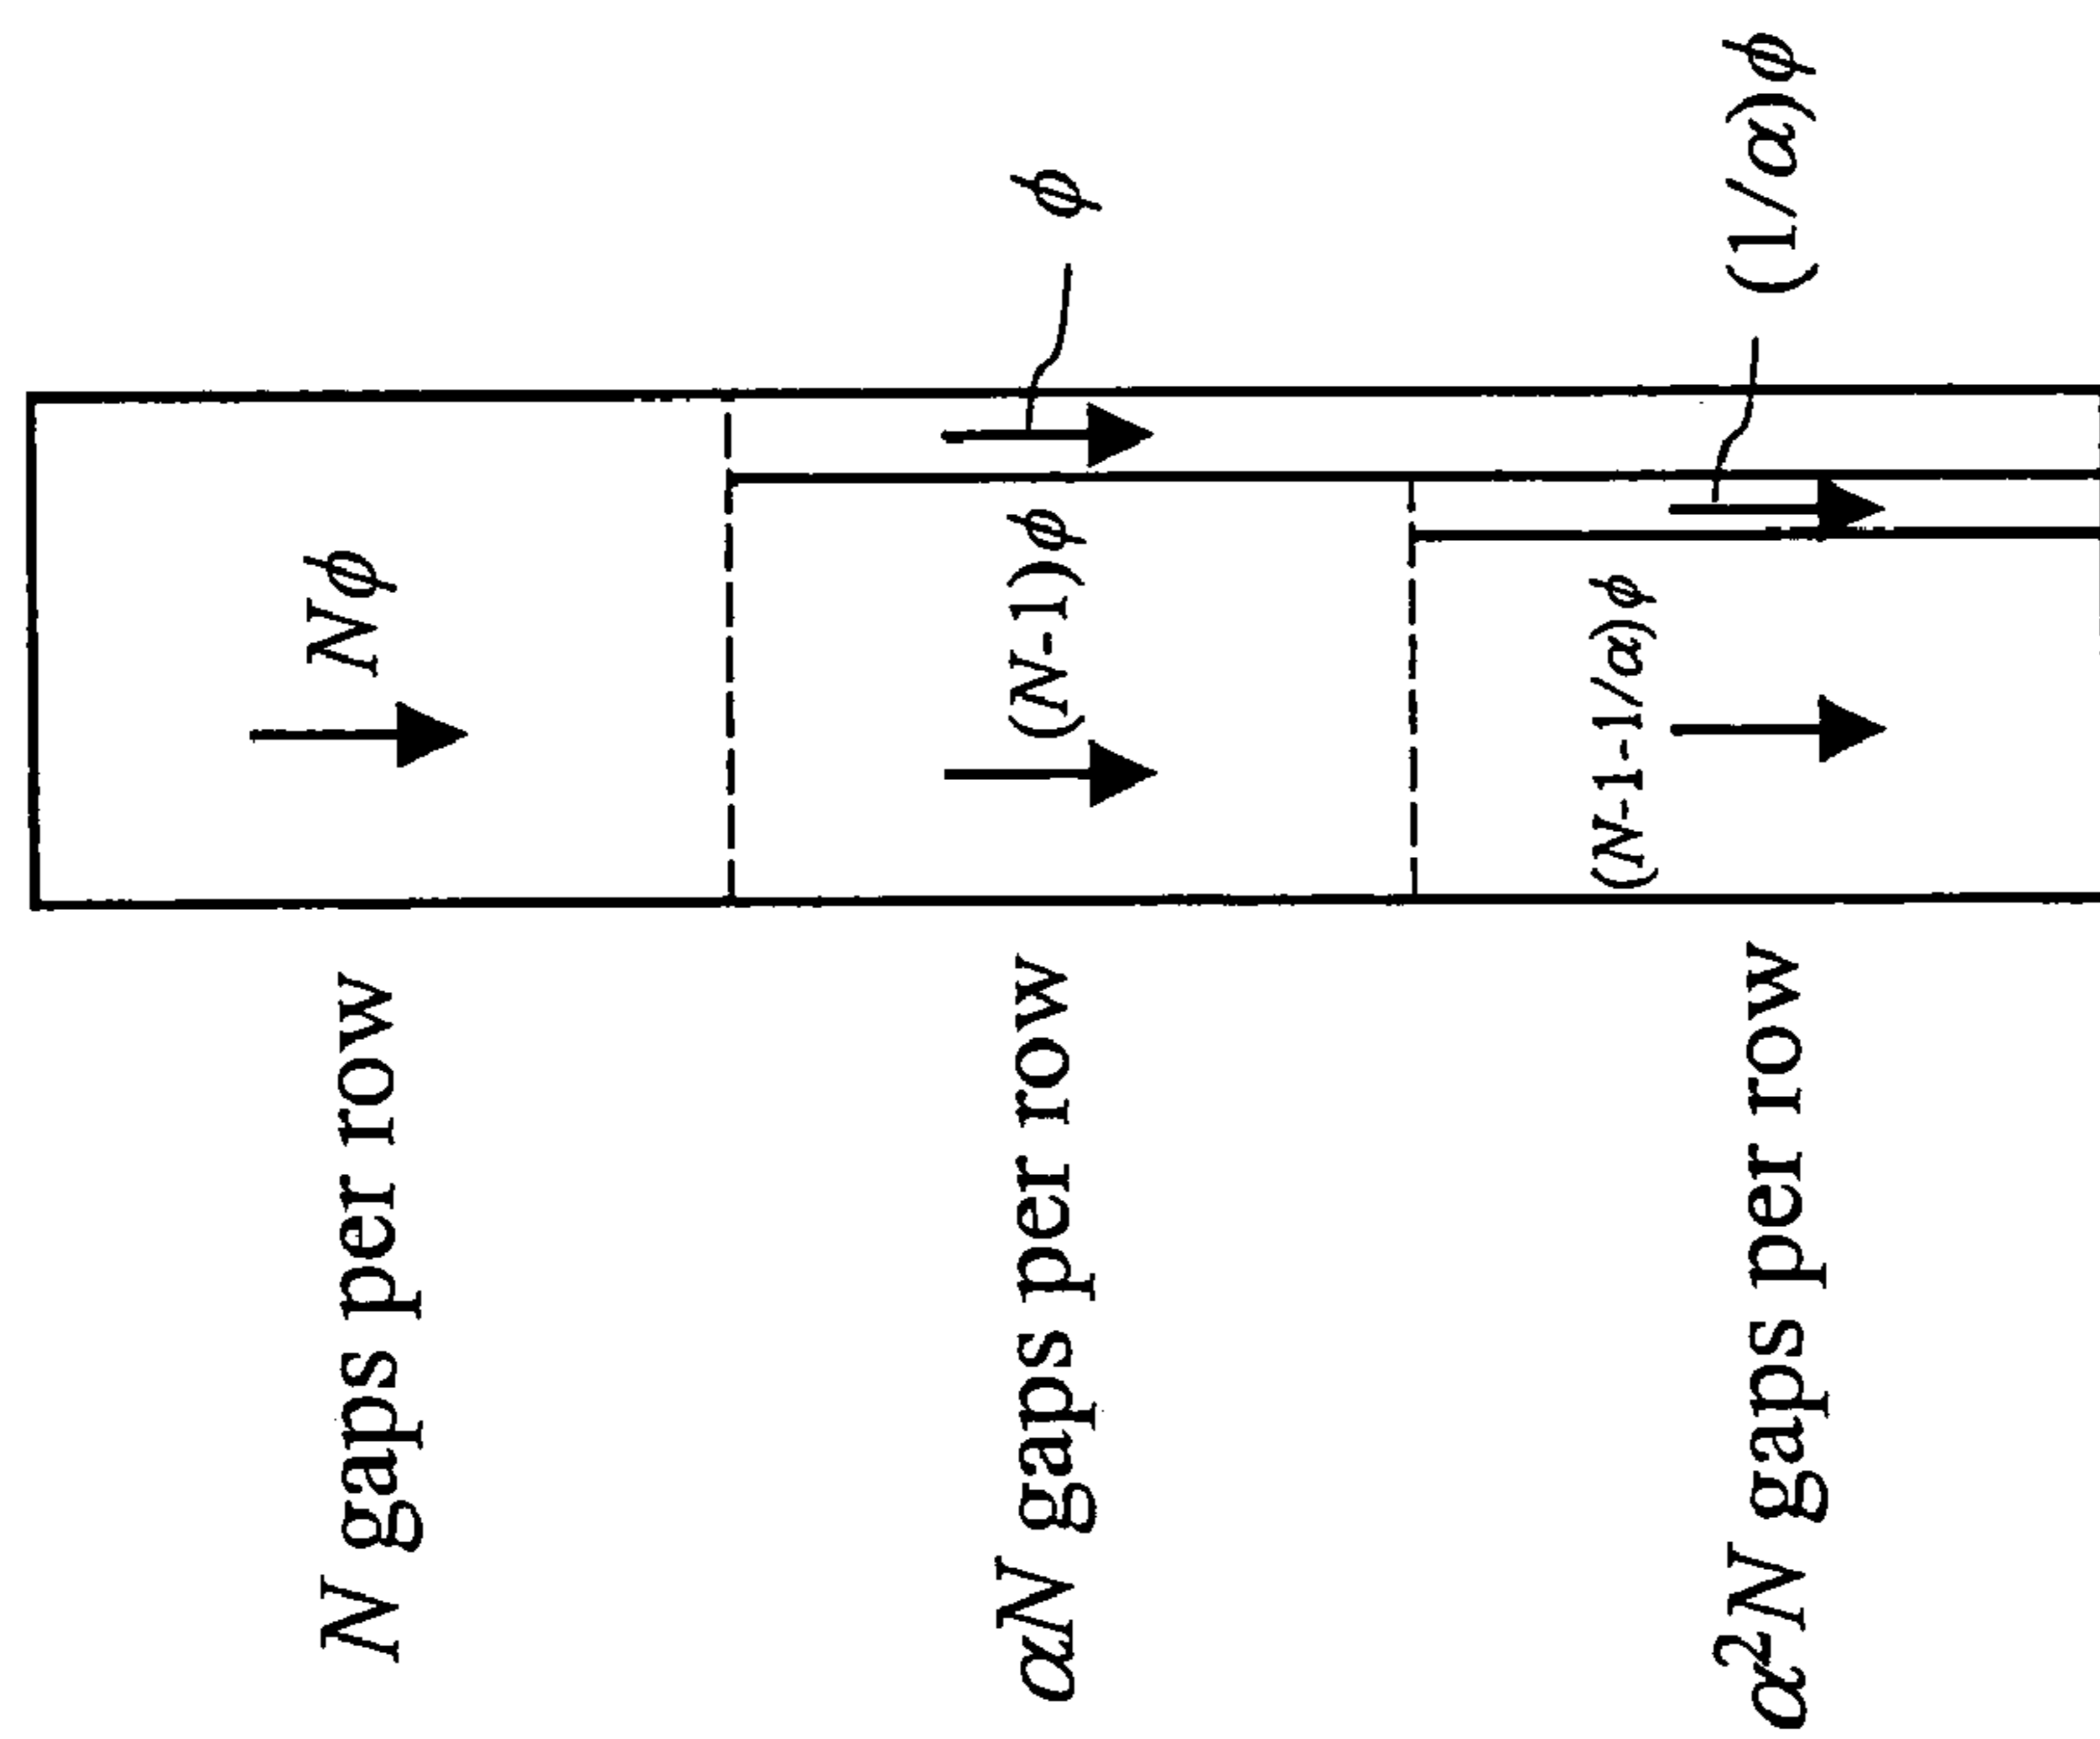 N gaps per row
Nϕ
αN gaps per row
(N-1)ϕ
ϕ
α²N gaps per row
(N-1-1/α)ϕ
(1/α)ϕ